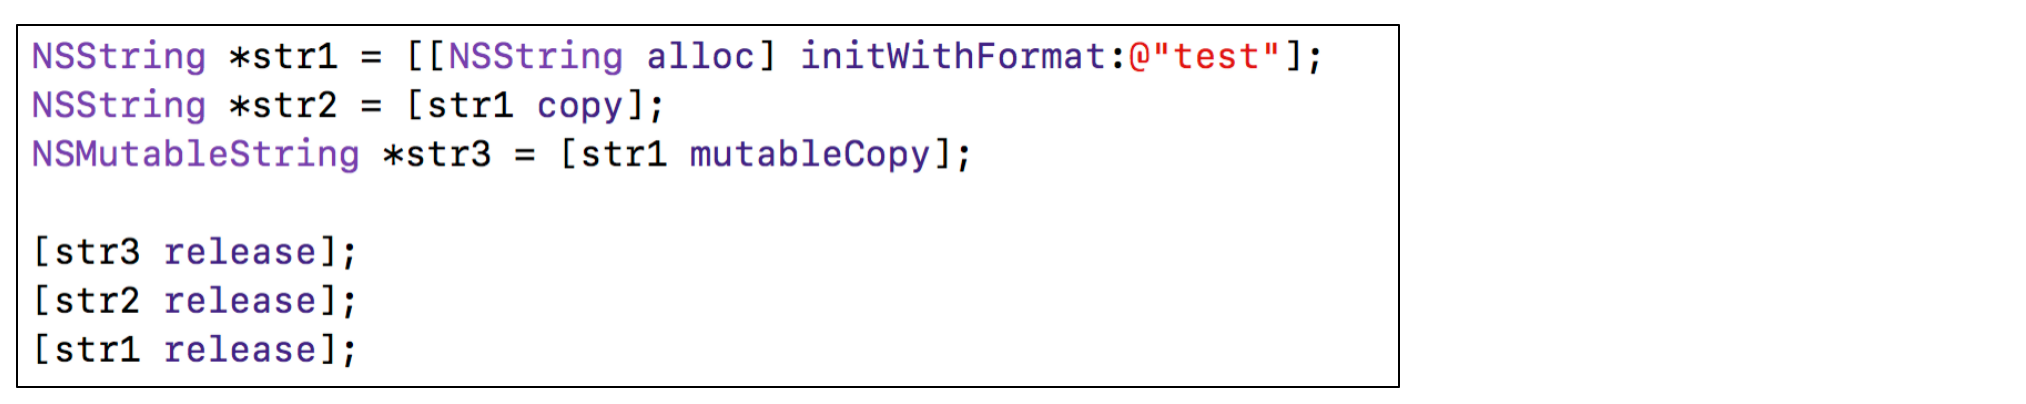 NSString *str1 = [[NSString alloc] initWithFormat:@"test"];
NSString *str2 = [str1 copy];
NSMutableString *str3 = [str1 mutableCopy];
[str3 release];
[str2 release];
[str1 release];